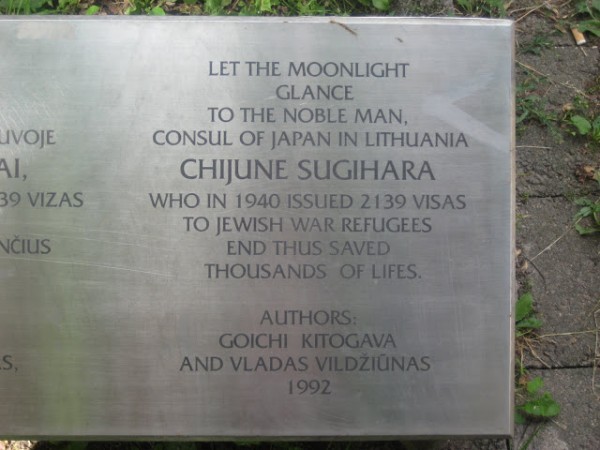 UVOJE
AI,
39 VIZAS
NČIUS
S,
LET THE MOONLIGHT
GLANCE
TO THE NOBLE MAN,
CONSUL OF JAPAN IN LITHUANIA
CHIJUNE SUGIHARA
WHO IN 1940 ISSUED 2139 VISAS
TO JEWISH WAR REFUGEES
END THUS SAVED
THOUSANDS OF LIFES.
AUTHORS:
GOICHI KITOGAVA
AND VLADAS VILDŽIŪNAS
1992